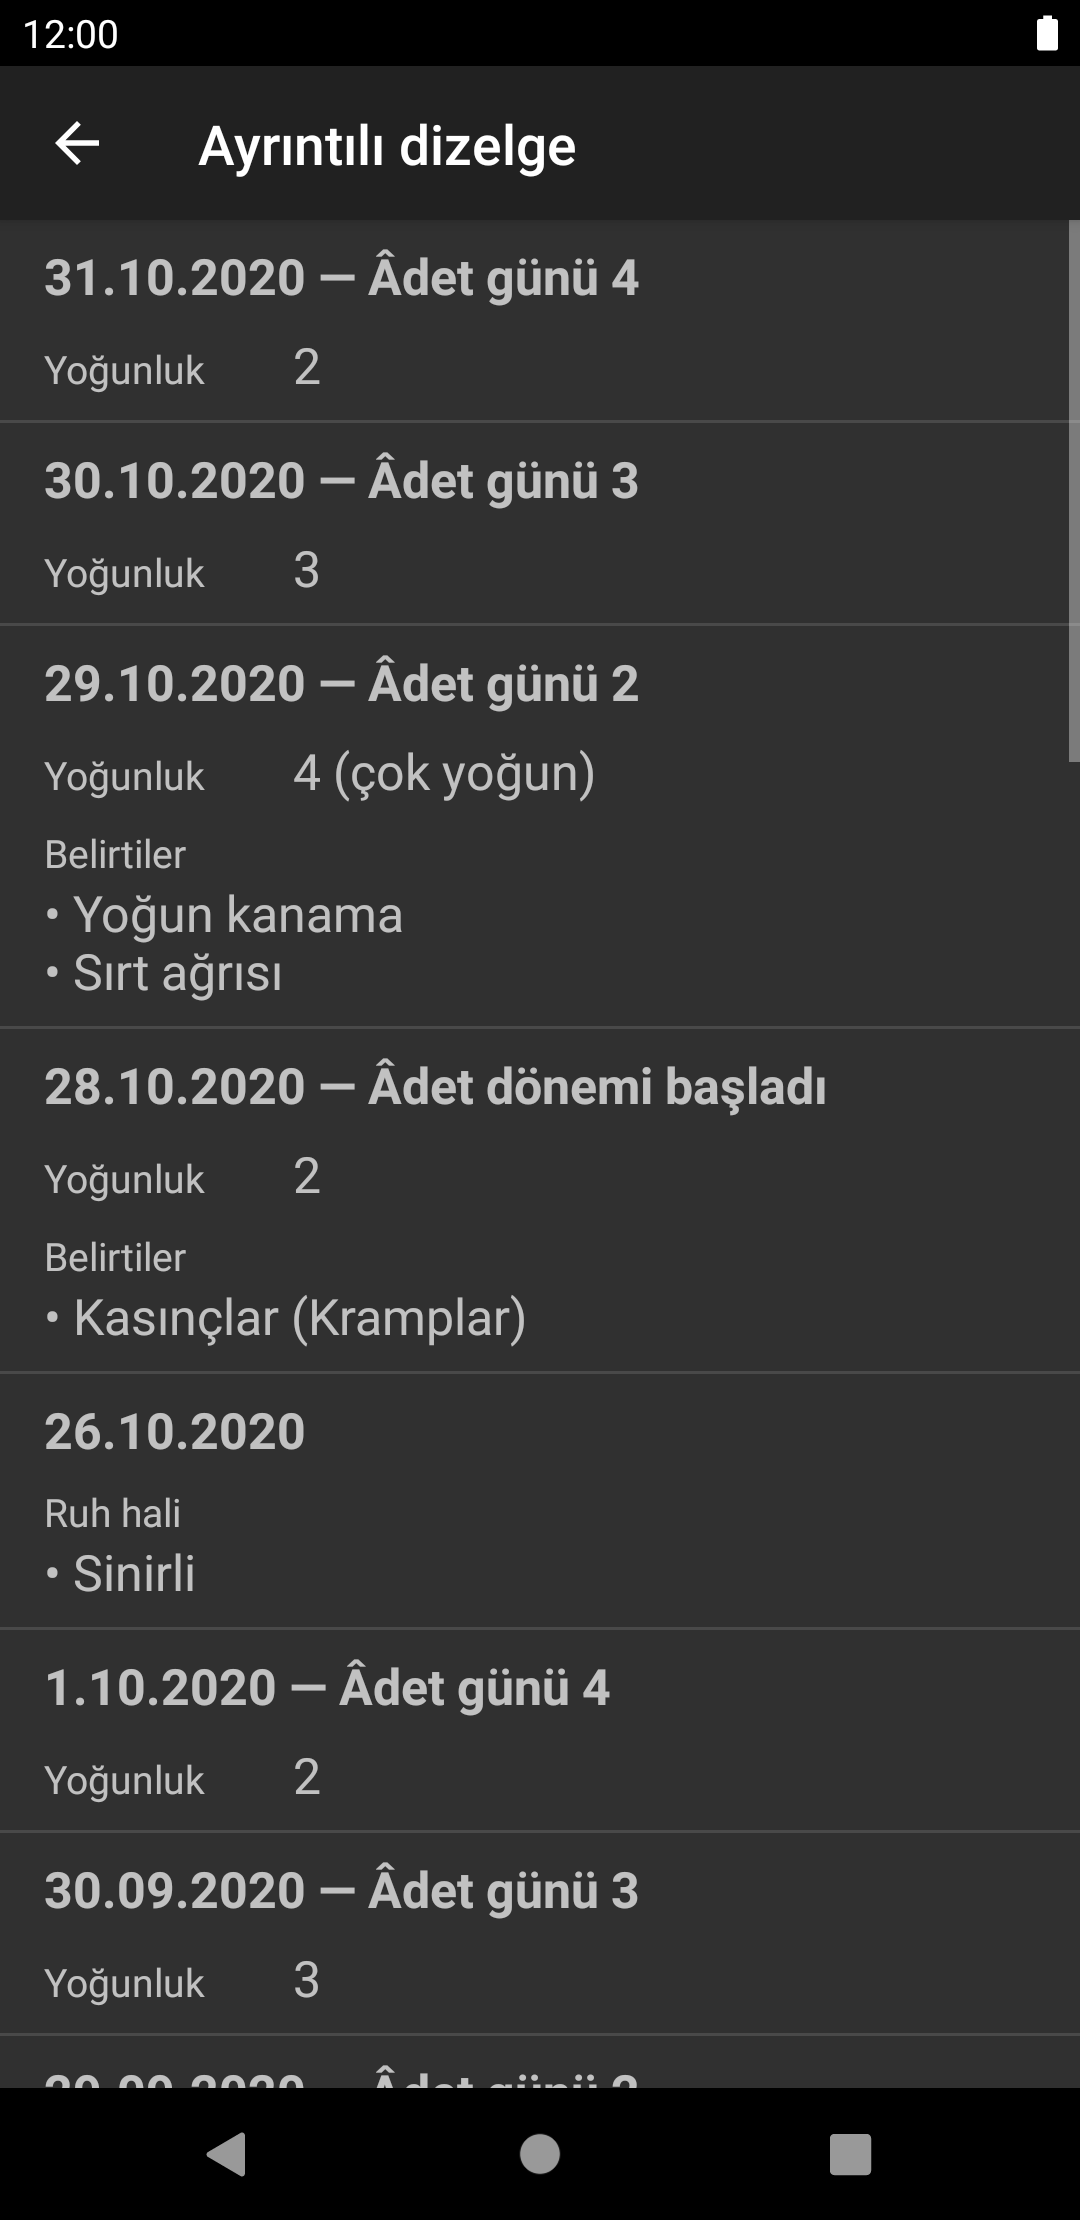 12:00
Ayrıntılı dizelge
31.10.2020 — Âdet günü 4
Yoğunluk 2
30.10.2020 — Âdet günü 3
Yoğunluk 3
29.10.2020 — Âdet günü 2
Yoğunluk 4 (çok yoğun)
Belirtiler
• Yoğun kanama
• Sırt ağrısı
28.10.2020 — Âdet dönemi başladı
Yoğunluk 2
Belirtiler
• Kasınçlar (Kramplar)
26.10.2020
Ruh hali
• Sinirli
1.10.2020 — Âdet günü 4
Yoğunluk 2
30.09.2020 — Âdet günü 3
Yoğunluk 3